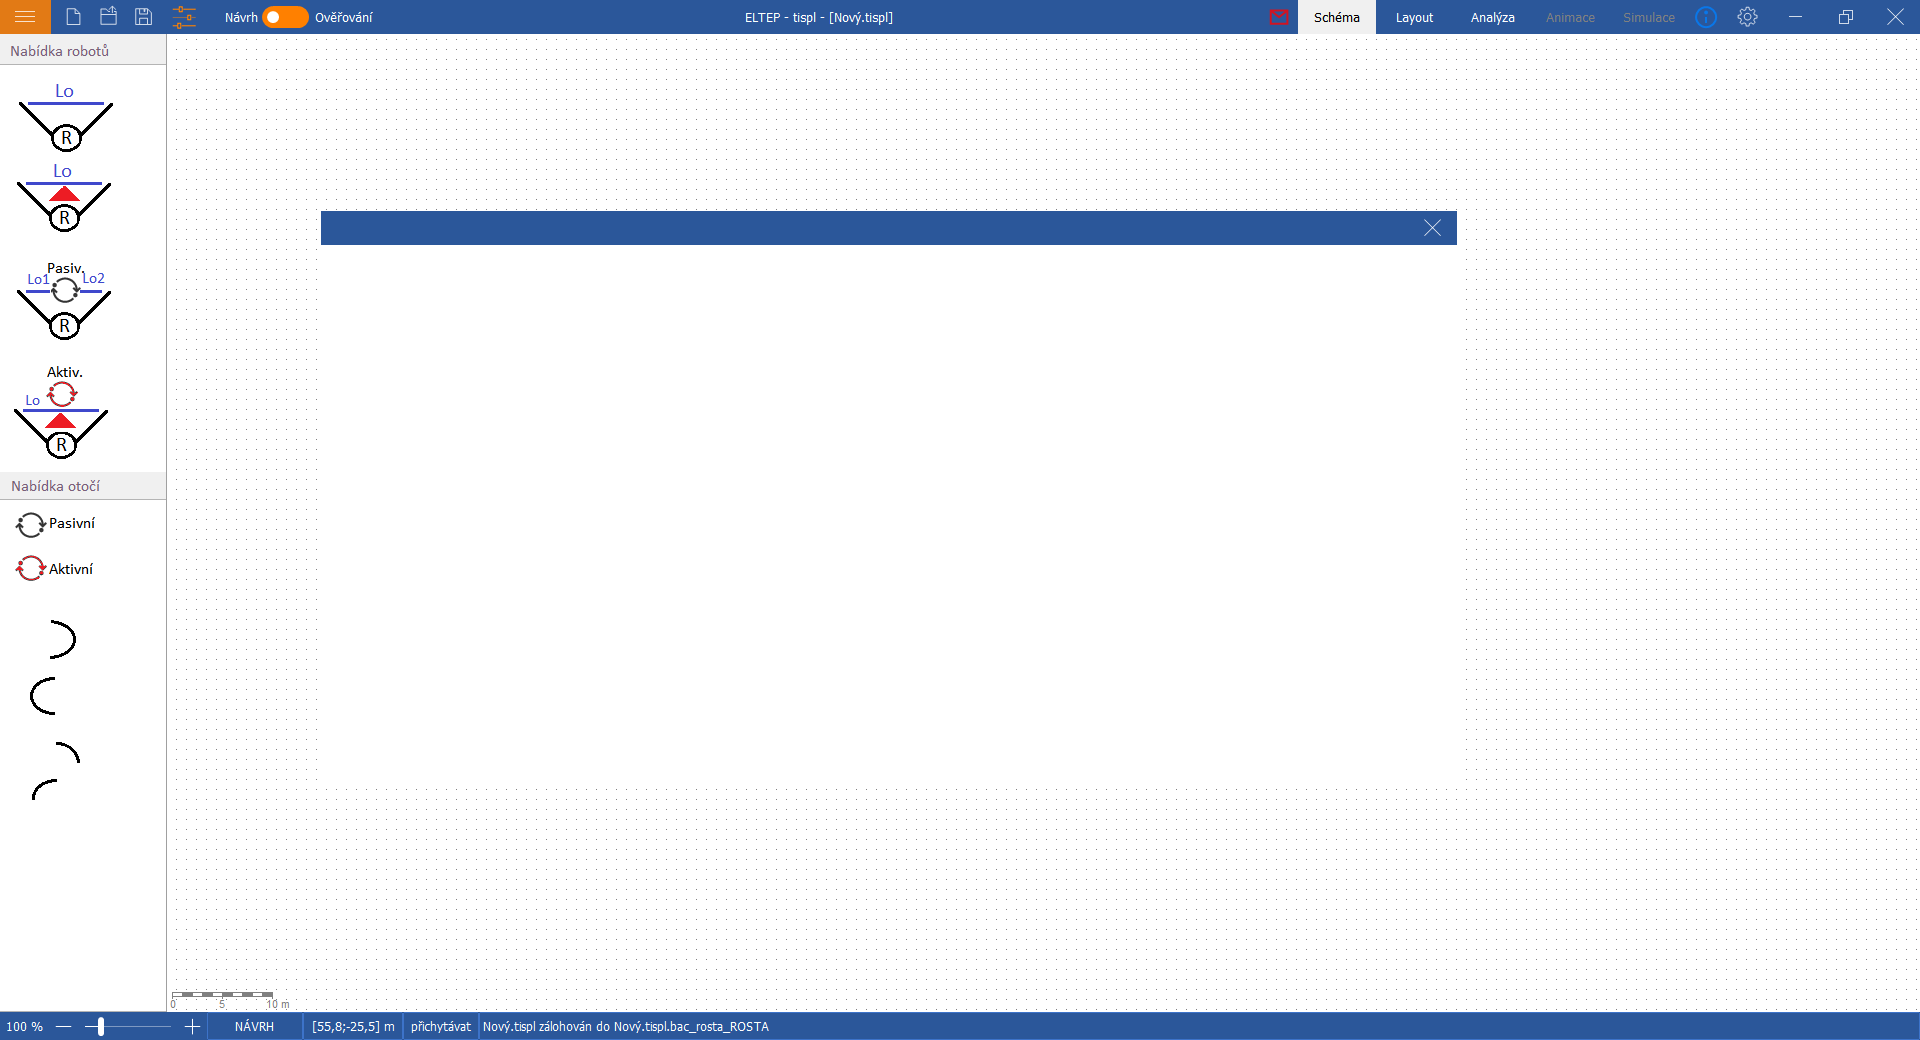 Návrh Ověřování ELTEP - tispl - [Nový.tispl] Schéma Layout Analýza Animace Simulace
Nabídka robotů
Lo
R
Lo
R
Pasiv.
Lo1 Lo2
R
Aktiv.
Lo
R
Nabídka otočí
Pasivní
Aktivní
0 5 10 m
100 % NÁVRH [55,8;-25,5] m přichytávat Nový.tispl zálohován do Nový.tispl.bac_rosta_ROSTA